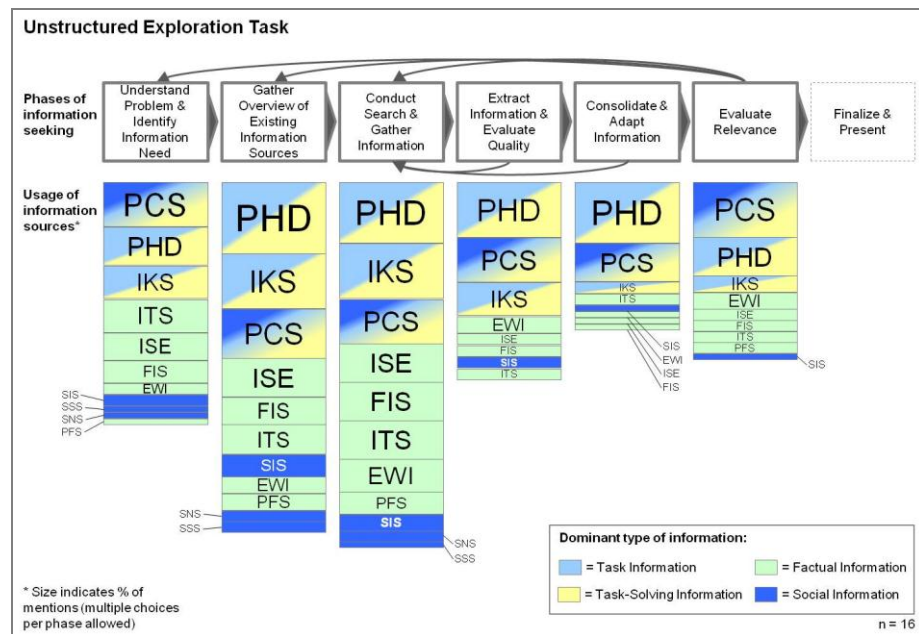 Unstructured Exploration Task
Phases of
information
seeking
Understand
Problem &
Identify
Information
Need
Gather
Overview of
Existing
Information
Sources
Conduct
Search &
Gather
Information
Extract
Information &
Evaluate
Quality
Consolidate &
Adapt
Information
Evaluate
Relevance
Finalize &
Present
Usage of
information
sources*
PCS
PHD
IKS
ITS
ISE
FIS
EWI
SIS
SSS
SNS
PFS
PHD
IKS
PCS
ISE
FIS
ITS
SIS
EWI
PFS
SNS
SSS
PHD
IKS
PCS
ISE
FIS
ITS
EWI
PFS
SIS
SNS
SSS
PHD
PCS
IKS
EWI
ISE
FIS
SIS
ITS
PHD
PCS
IKS
ITS
SIS
EWI
ISE
FIS
PCS
PHD
IKS
EWI
ISE
FIS
ITS
PFS
SIS
Dominant type of information:
= Task Information
= Factual Information
= Task-Solving Information
= Social Information
* Size indicates % of
mentions (multiple choices
per phase allowed)
n = 16